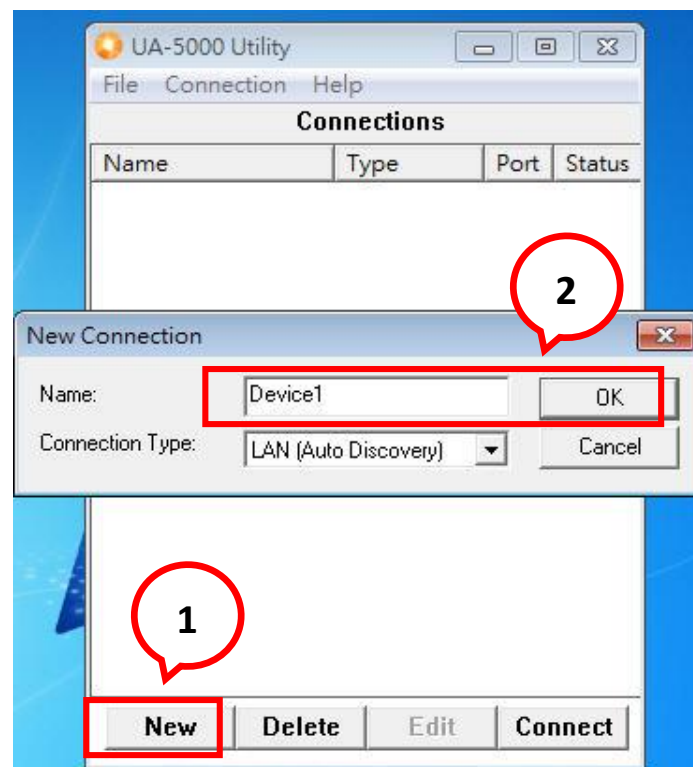 UA-5000 Utility
File Connection Help
Connections
Name Type Port Status
2
New Connection
Name: Device1 OK
Connection Type: LAN (Auto Discovery) Cancel
1
New Delete Edit Connect